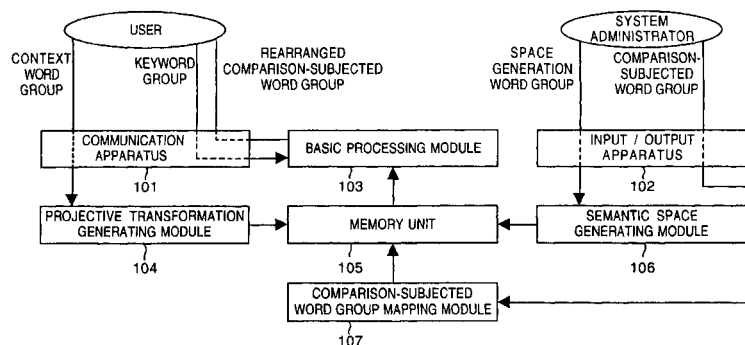 USER
SYSTEM
ADMINISTRATOR
CONTEXT
WORD
GROUP
KEYWORD
GROUP
REARRANGED
COMPARISON-SUBJECTED
WORD GROUP
SPACE
GENERATION
WORD GROUP
COMPARISON-
SUBJECTED
WORD GROUP
COMMUNICATION
APPARATUS
101
BASIC PROCESSING MODULE
103
INPUT / OUTPUT
APPARATUS
102
PROJECTIVE TRANSFORMATION
GENERATING MODULE
104
MEMORY UNIT
105
SEMANTIC SPACE
GENERATING MODULE
106
COMPARISON-SUBJECTED
WORD GROUP MAPPING MODULE
107